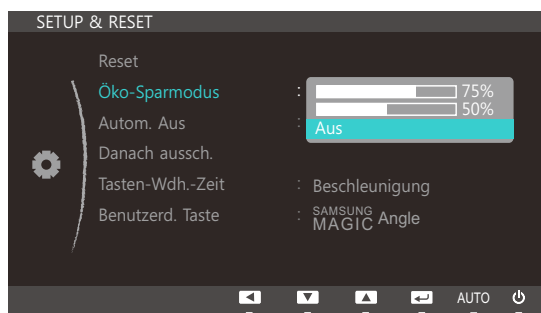 SETUP & RESET
Reset
Öko-Sparmodus : 75%
50%
Autom. Aus : Aus
Danach aussch.
Tasten-Wdh.-Zeit : Beschleunigung
Benutzerd. Taste : SAMSUNG MAGIC Angle
AUTO